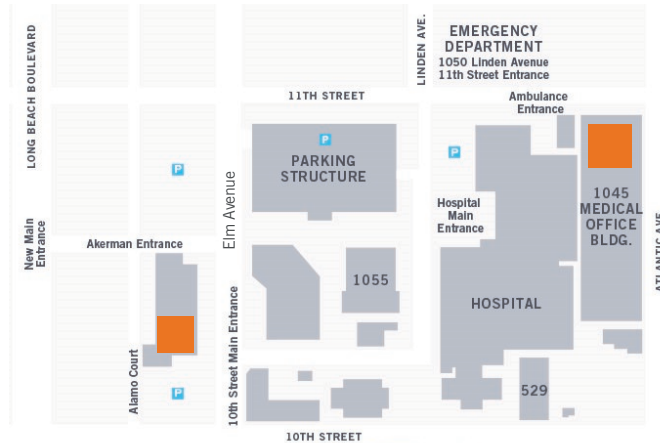 LONG BEACH BOULEVARD
LINDEN AVE.
EMERGENCY
DEPARTMENT
1050 Linden Avenue
11th Street Entrance
11TH STREET
Ambulance
Entrance
P
PARKING
STRUCTURE
P
P
1045
MEDICAL
OFFICE
BLDG.
Hospital
Main
Entrance
ATLANTIC AVE.
Elm Avenue
New Main
Entrance
Akerman Entrance
1055
HOSPITAL
10th Street Main Entrance
Alamo Court
P
529
10TH STREET